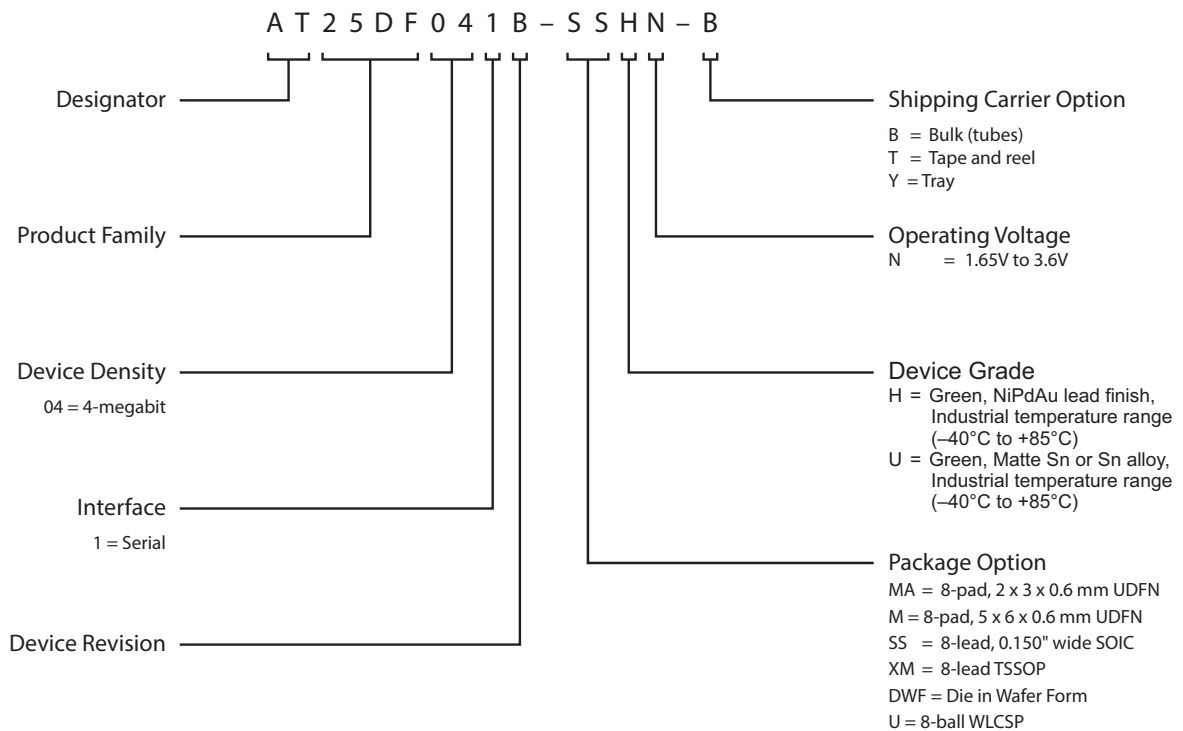 A T 2 5 D F 0 4 1 B – S S H N – B
Designator
Product Family
Device Density
04 = 4-megabit
Interface
1 = Serial
Device Revision
Shipping Carrier Option
B = Bulk (tubes)
T = Tape and reel
Y = Tray
Operating Voltage
N = 1.65V to 3.6V
Device Grade
H = Green, NiPdAu lead finish,
Industrial temperature range
(–40°C to +85°C)
U = Green, Matte Sn or Sn alloy,
Industrial temperature range
(–40°C to +85°C)
Package Option
MA = 8-pad, 2 x 3 x 0.6 mm UDFN
M = 8-pad, 5 x 6 x 0.6 mm UDFN
SS = 8-lead, 0.150" wide SOIC
XM = 8-lead TSSOP
DWF = Die in Wafer Form
U = 8-ball WLCSP